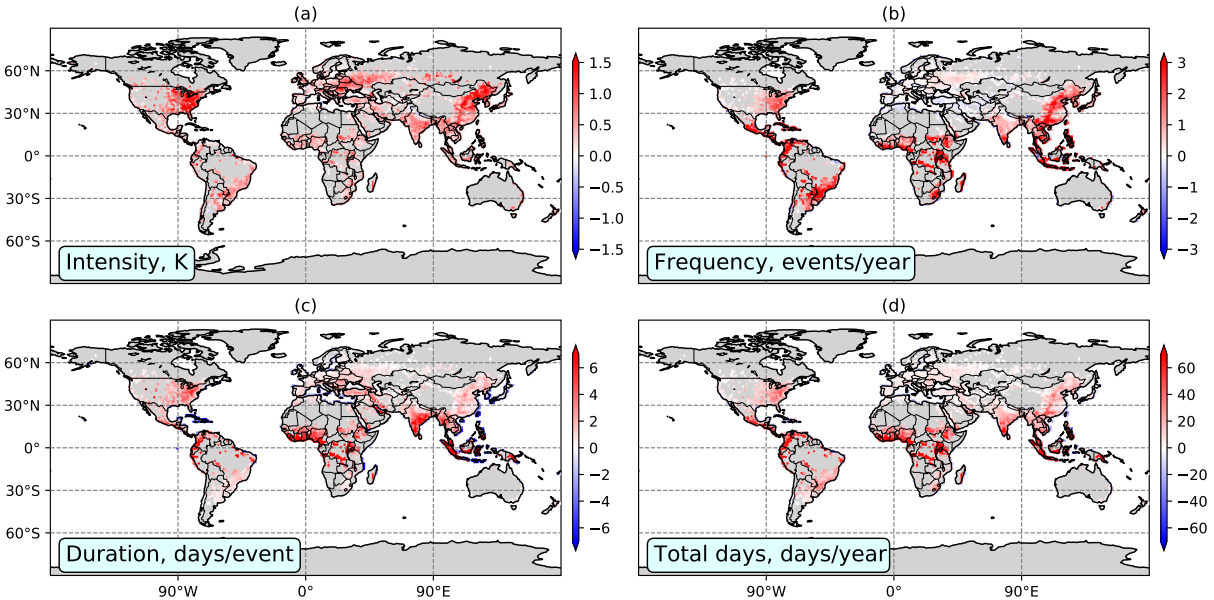 (a)
(b)
60°N
30°N
0°
30°S
60°S
Intensity, K
1.5
1.0
0.5
0.0
−0.5
−1.0
−1.5
Frequency, events/year
3
2
1
0
−1
−2
−3
(c)
(d)
60°N
30°N
0°
30°S
60°S
Duration, days/event
90°W
0°
90°E
6
4
2
0
−2
−4
−6
Total days, days/year
90°W
0°
90°E
60
40
20
0
−20
−40
−60